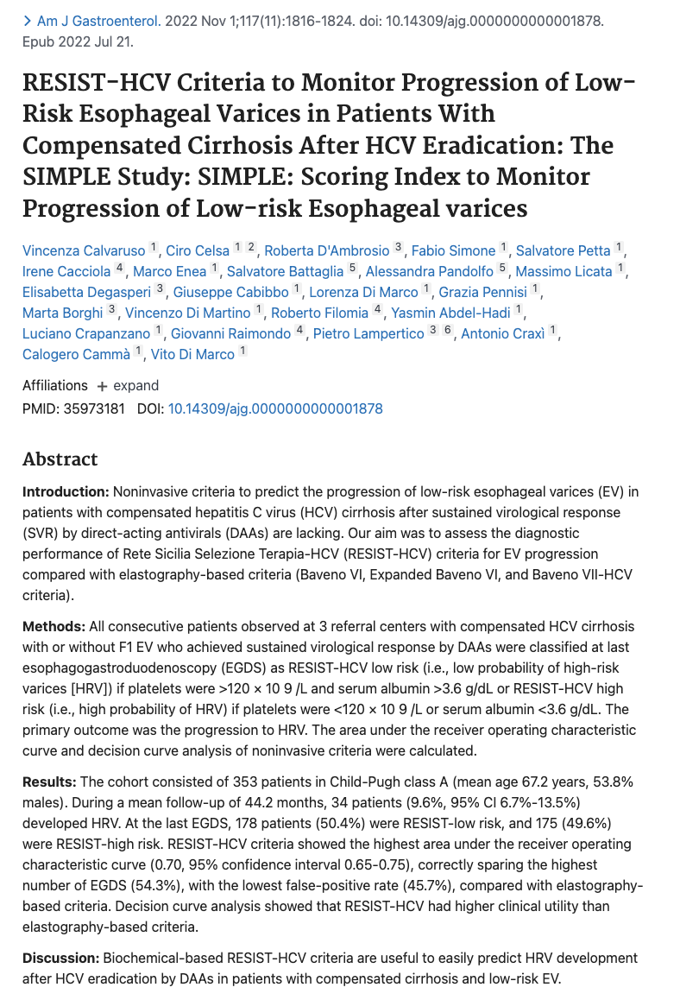 Am J Gastroenterol. 2022 Nov 1;117(11):1816-1824. doi: 10.14309/ajg.0000000000001878.
Epub 2022 Jul 21.
RESIST-HCV Criteria to Monitor Progression of Low-
Risk Esophageal Varices in Patients With
Compensated Cirrhosis After HCV Eradication: The
SIMPLE Study: SIMPLE: Scoring Index to Monitor
Progression of Low-risk Esophageal varices
Vincenza Calvaruso 1, Ciro Celsa 1 2, Roberta D'Ambrosio 3, Fabio Simone 1, Salvatore Petta 1,
Irene Cacciola 4, Marco Enea 1, Salvatore Battaglia 5, Alessandra Pandolfo 5, Massimo Licata 1,
Elisabetta Degasperi 3, Giuseppe Cabibbo 1, Lorenza Di Marco 1, Grazia Pennisi 1,
Marta Borghi 3, Vincenzo Di Martino 1, Roberto Filomia 4, Yasmin Abdel-Hadi 1,
Luciano Crapanzano 1, Giovanni Raimondo 4, Pietro Lampertico 3 6, Antonio Craxì 1,
Calogero Cammà 1, Vito Di Marco 1
Affiliations + expand
PMID: 35973181 DOI: 10.14309/ajg.0000000000001878
Abstract
Introduction: Noninvasive criteria to predict the progression of low-risk esophageal varices (EV) in
patients with compensated hepatitis C virus (HCV) cirrhosis after sustained virological response
(SVR) by direct-acting antivirals (DAAs) are lacking. Our aim was to assess the diagnostic
performance of Rete Sicilia Selezione Terapia-HCV (RESIST-HCV) criteria for EV progression
compared with elastography-based criteria (Baveno VI, Expanded Baveno VI, and Baveno VII-HCV
criteria).
Methods: All consecutive patients observed at 3 referral centers with compensated HCV cirrhosis
with or without F1 EV who achieved sustained virological response by DAAs were classified at last
esophagogastroduodenoscopy (EGDS) as RESIST-HCV low risk (i.e., low probability of high-risk
varices [HRV]) if platelets were >120 × 10 9 /L and serum albumin >3.6 g/dL or RESIST-HCV high
risk (i.e., high probability of HRV) if platelets were <120 × 10 9 /L or serum albumin <3.6 g/dL. The
primary outcome was the progression to HRV. The area under the receiver operating characteristic
curve and decision curve analysis of noninvasive criteria were calculated.
Results: The cohort consisted of 353 patients in Child-Pugh class A (mean age 67.2 years, 53.8%
males). During a mean follow-up of 44.2 months, 34 patients (9.6%, 95% CI 6.7%-13.5%)
developed HRV. At the last EGDS, 178 patients (50.4%) were RESIST-low risk, and 175 (49.6%)
were RESIST-high risk. RESIST-HCV criteria showed the highest area under the receiver operating
characteristic curve (0.70, 95% confidence interval 0.65-0.75), correctly sparing the highest
number of EGDS (54.3%), with the lowest false-positive rate (45.7%), compared with elastography-
based criteria. Decision curve analysis showed that RESIST-HCV had higher clinical utility than
elastography-based criteria.
Discussion: Biochemical-based RESIST-HCV criteria are useful to easily predict HRV development
after HCV eradication by DAAs in patients with compensated cirrhosis and low-risk EV.